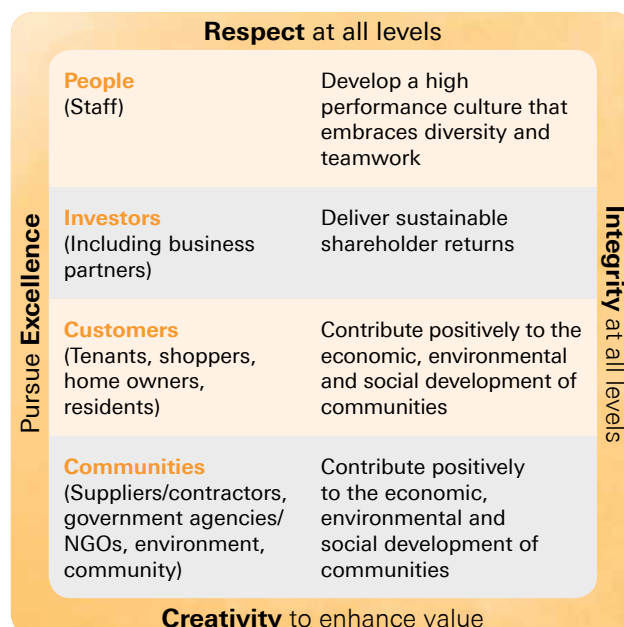 Respect at all levels
Pursue Excellence
People
(Staff)
Develop a high
performance culture that
embraces diversity and
teamwork
Investors
(Including business
partners)
Deliver sustainable
shareholder returns
Customers
(Tenants, shoppers,
home owners,
residents)
Contribute positively to the
economic, environmental
and social development of
communities
Communities
(Suppliers/contractors,
government agencies/
NGOs, environment,
community)
Contribute positively
to the economic,
environmental and
social development of
communities
Integrity at all levels
Creativity to enhance value